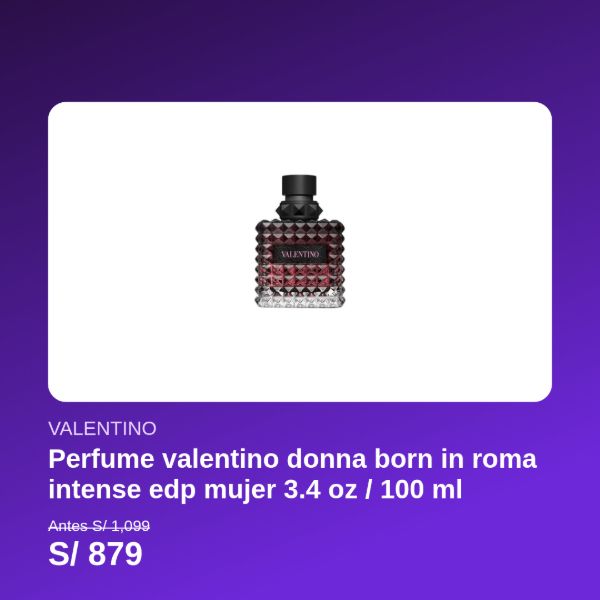 VALENTINO
VALENTINO
Perfume valentino donna born in roma
intense edp mujer 3.4 oz / 100 ml
Antes S/ 1,099
S/ 879